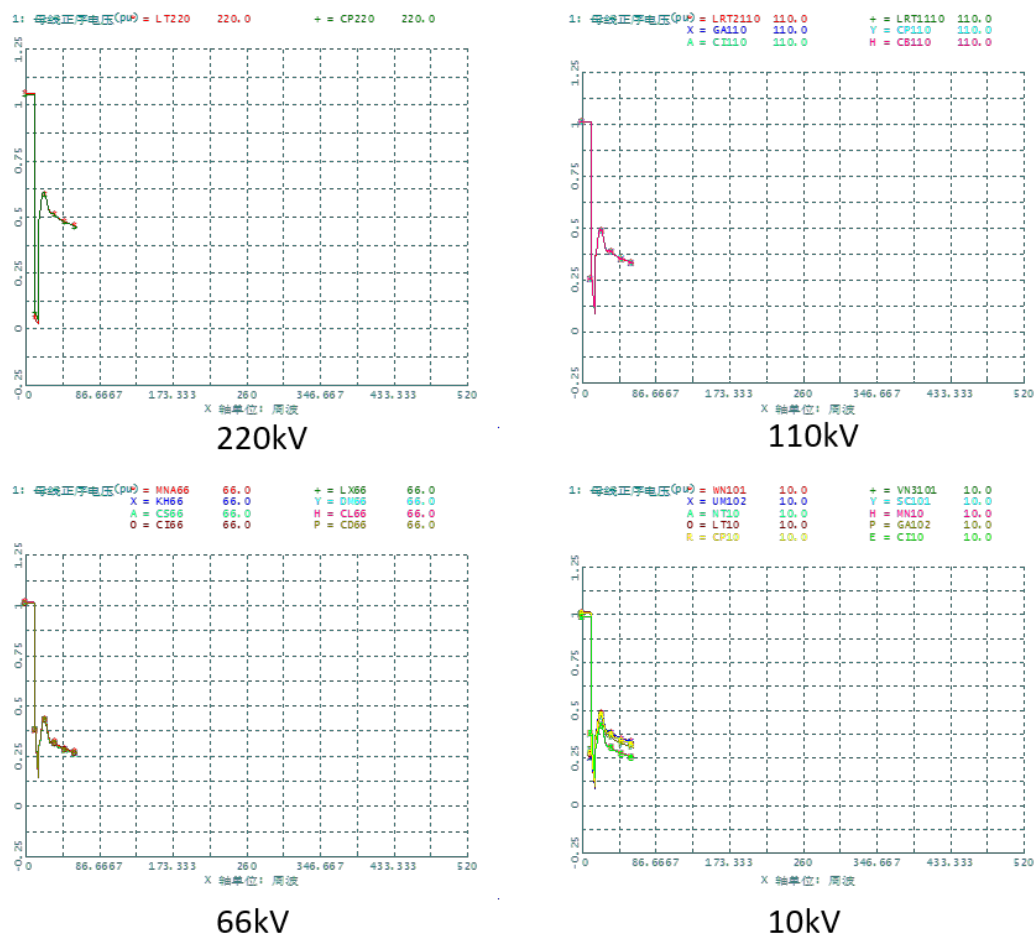 1: 母线正序电压(pu) * = LT220 220.0 + = CP220 220.0
1.25
1
0.75
0.5
0.25
0
-0.25
0 86.6667 173.333 260 346.667 433.333 520
X 轴单位: 周波
220kV
1: 母线正序电压(pu) * = LRT2110 110.0 + = LRT1110 110.0
X = GA110 110.0 Y = CP110 110.0
A = CI110 110.0 H = CB110 110.0
1.25
1
0.75
0.5
0.25
0
-0.25
0 86.6667 173.333 260 346.667 433.333 520
X 轴单位: 周波
110kV
1: 母线正序电压(pu) * = MNA66 66.0 + = LX66 66.0
X = KH66 66.0 Y = DM66 66.0
A = CS66 66.0 H = CL66 66.0
O = CI66 66.0 P = CD66 66.0
1.25
1
0.75
0.5
0.25
0
-0.25
0 86.6667 173.333 260 346.667 433.333 520
X 轴单位: 周波
66kV
1: 母线正序电压(pu) * = WN101 10.0 + = VN3101 10.0
X = UM102 10.0 Y = SC101 10.0
A = NT10 10.0 H = MN10 10.0
O = LT10 10.0 P = GA102 10.0
R = CP10 10.0 E = CI10 10.0
1.25
1
0.75
0.5
0.25
0
-0.25
0 86.6667 173.333 260 346.667 433.333 520
X 轴单位: 周波
10kV